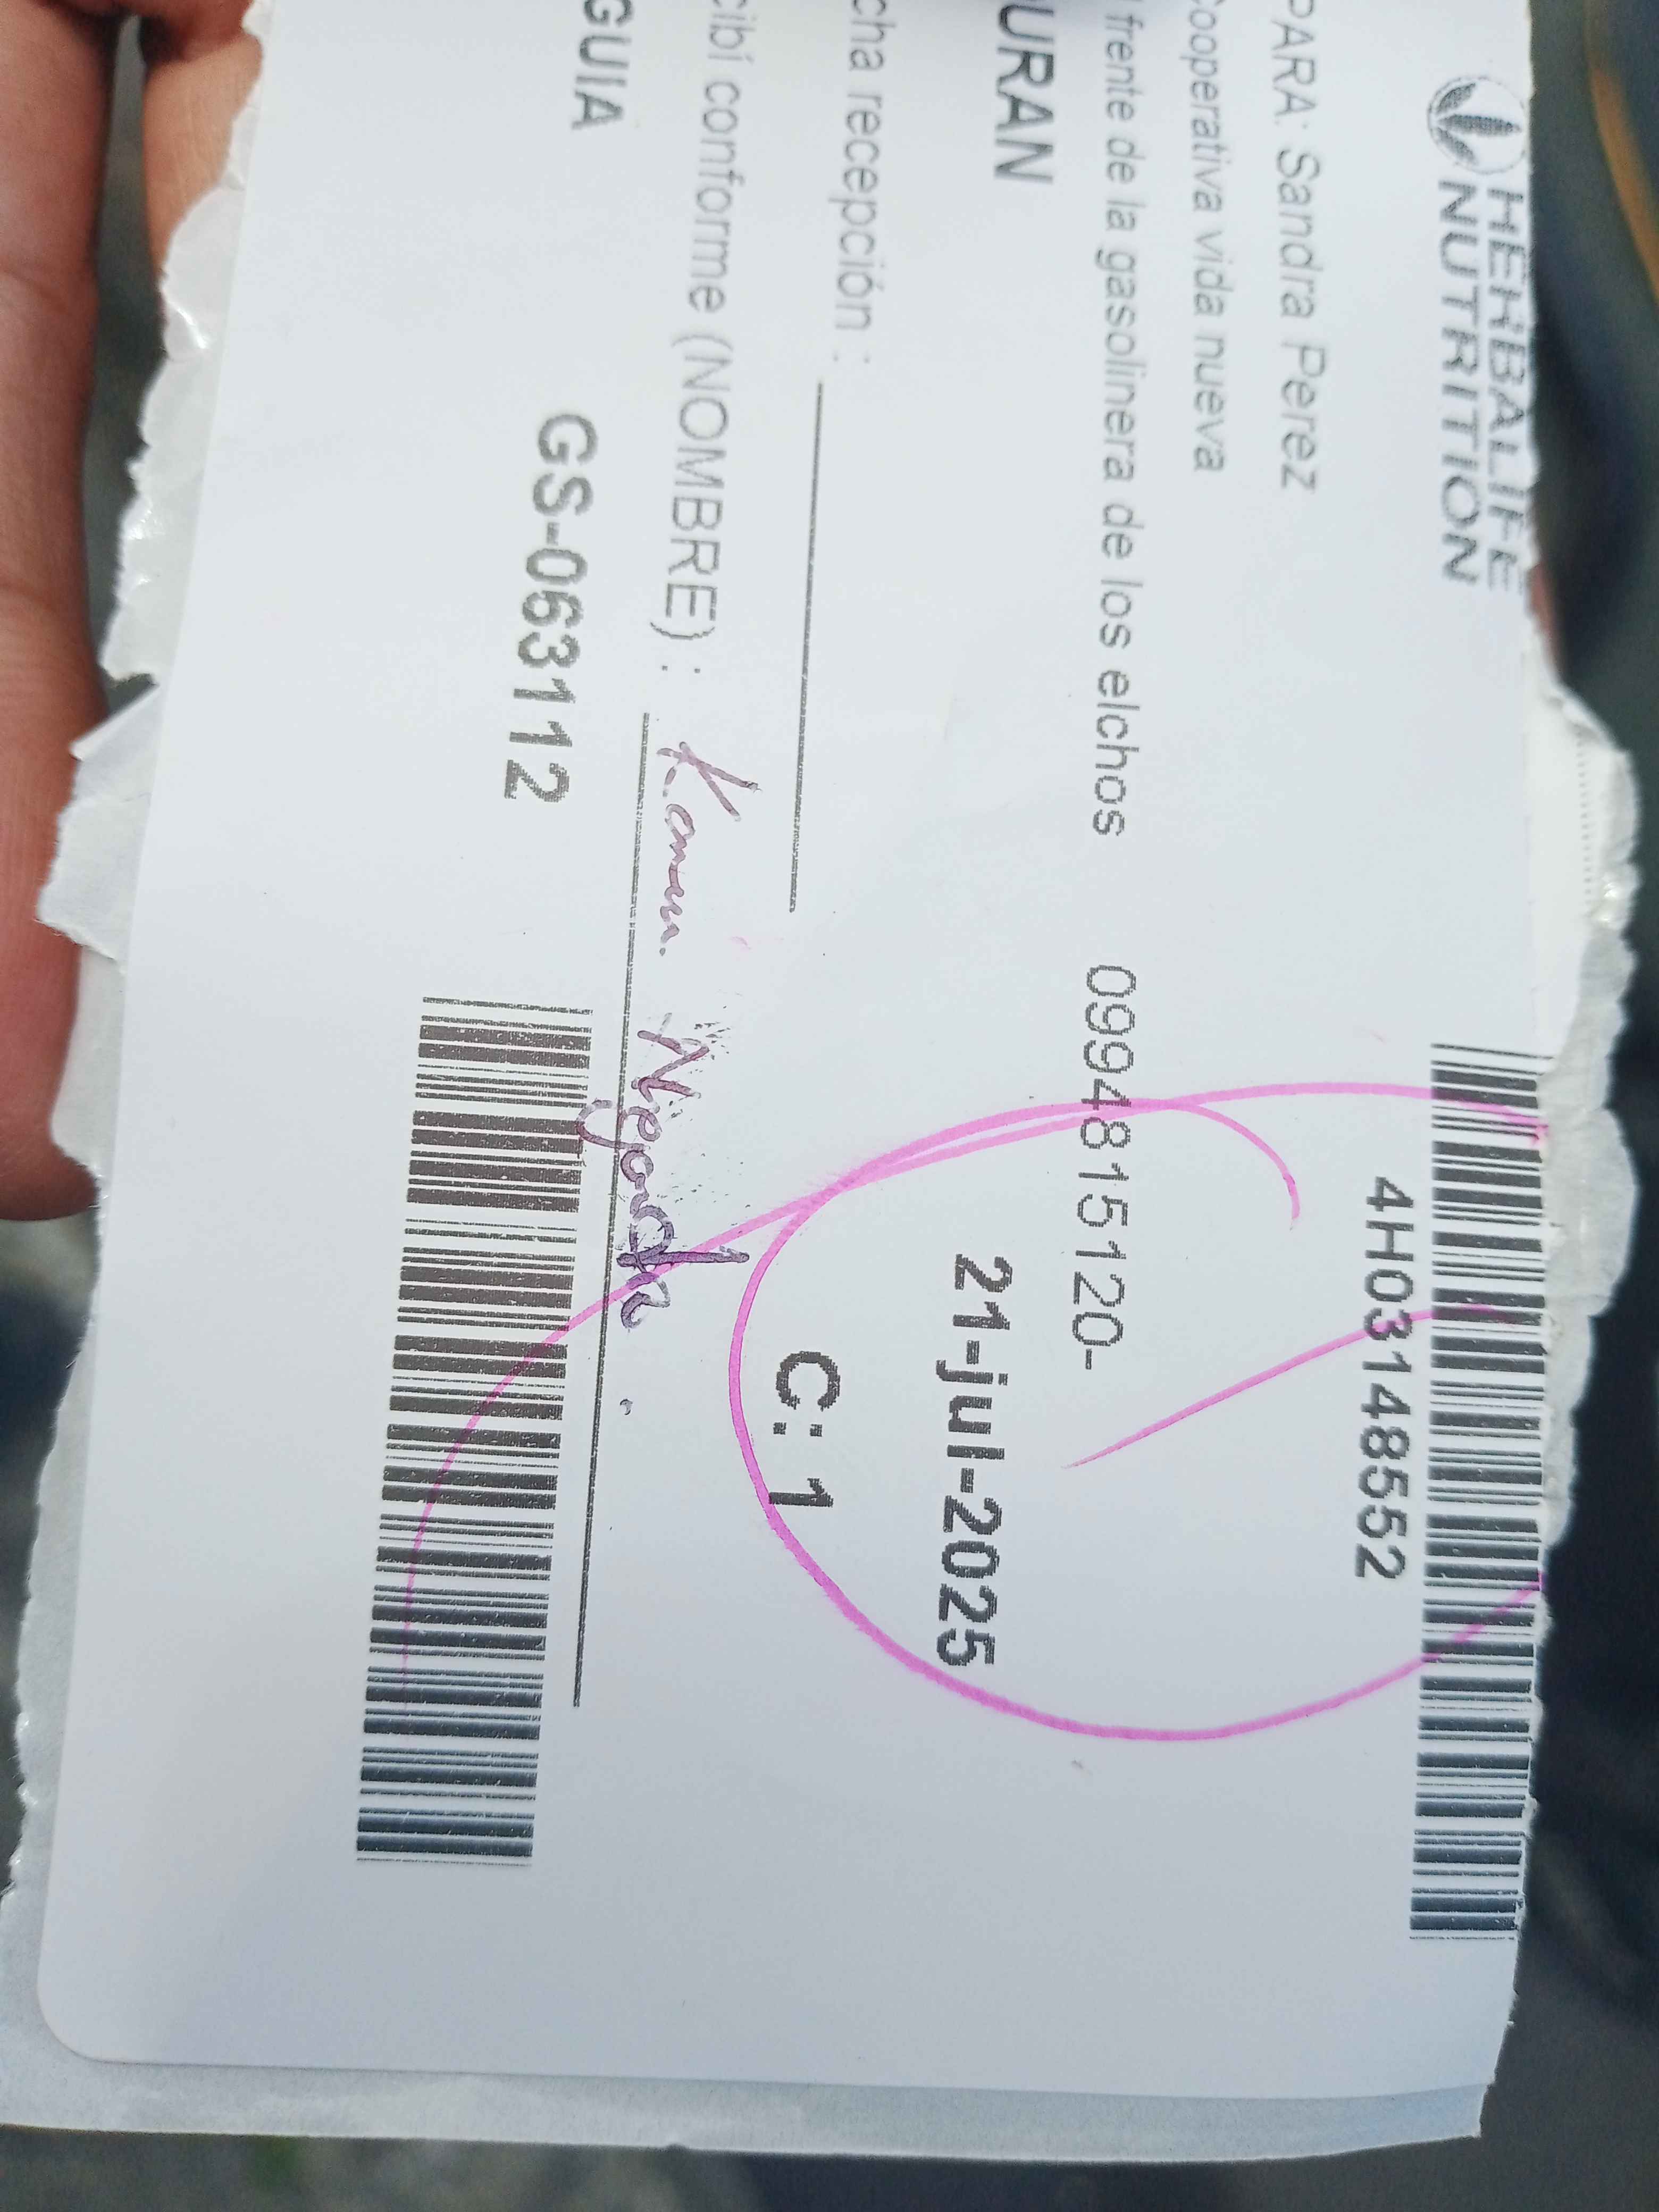 HERBALIFE
NUTRITION
4H03148552
PARA: Sandra Perez
Cooperativa vida nueva
frente de la gasolinera de los elchos 0994815120-
URAN 21-jul-2025
cha recepción : C: 1
cibí conforme (NOMBRE) :
GUIA GS-063112